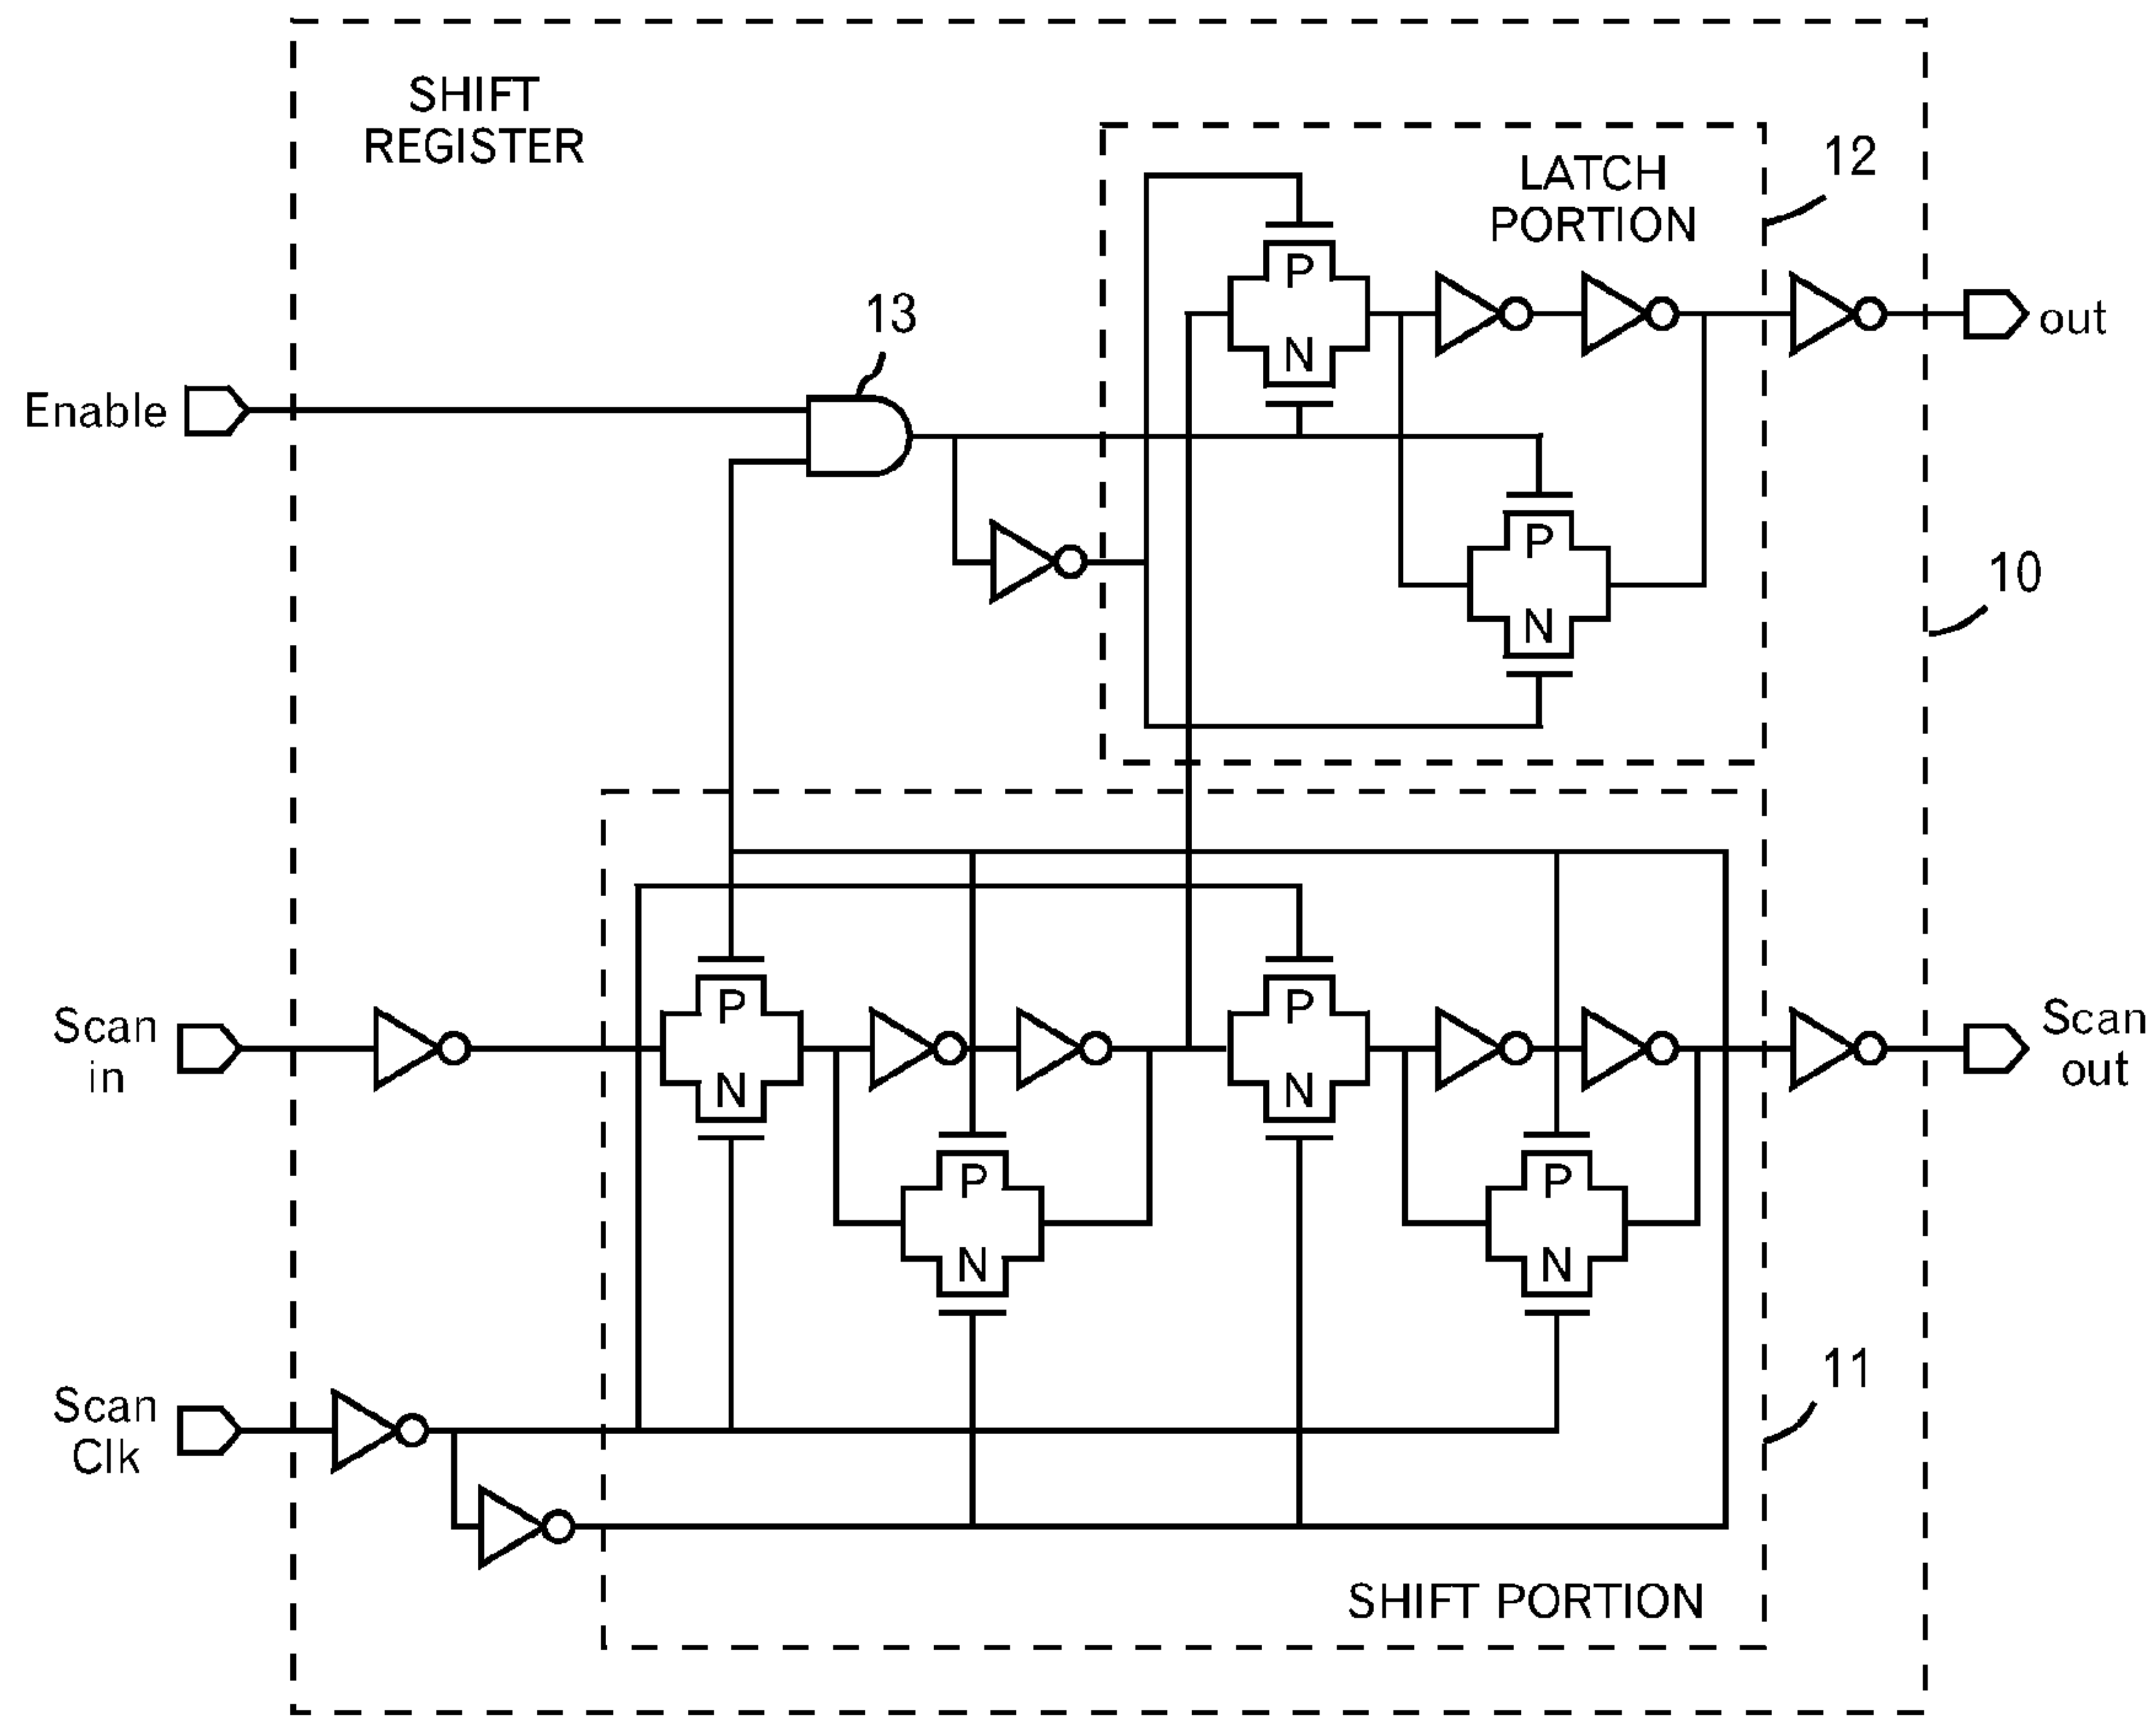 SHIFT
REGISTER
LATCH
PORTION
12
P
N
out
13
Enable
P
N
10
Scan
in
P
N
P
N
Scan
out
P
N
P
N
11
Scan
Clk
SHIFT PORTION